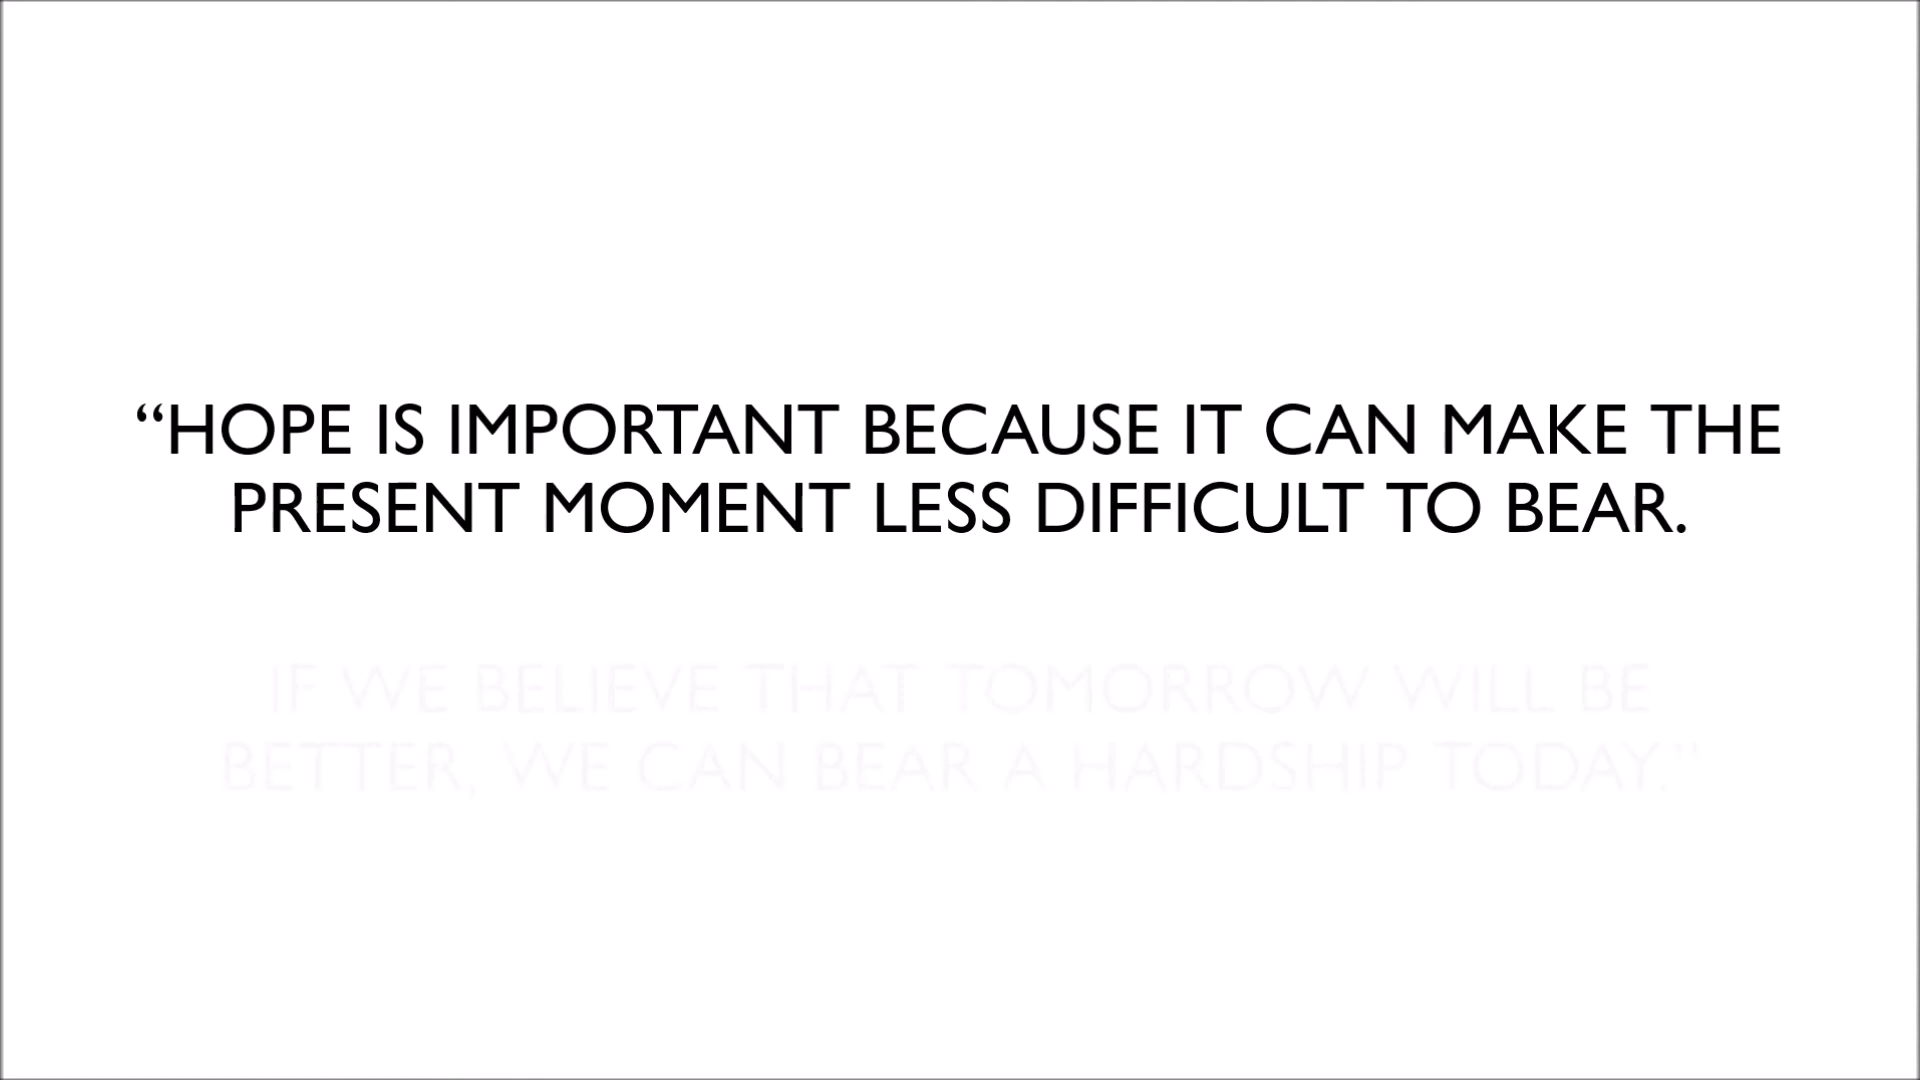 “HOPE IS IMPORTANT BECAUSE IT CAN MAKE THE
PRESENT MOMENT LESS DIFFICULT TO BEAR.
IF WE BELIEVE THAT TOMORROW WILL BE
BETTER, WE CAN BEAR A HARDSHIP TODAY.”